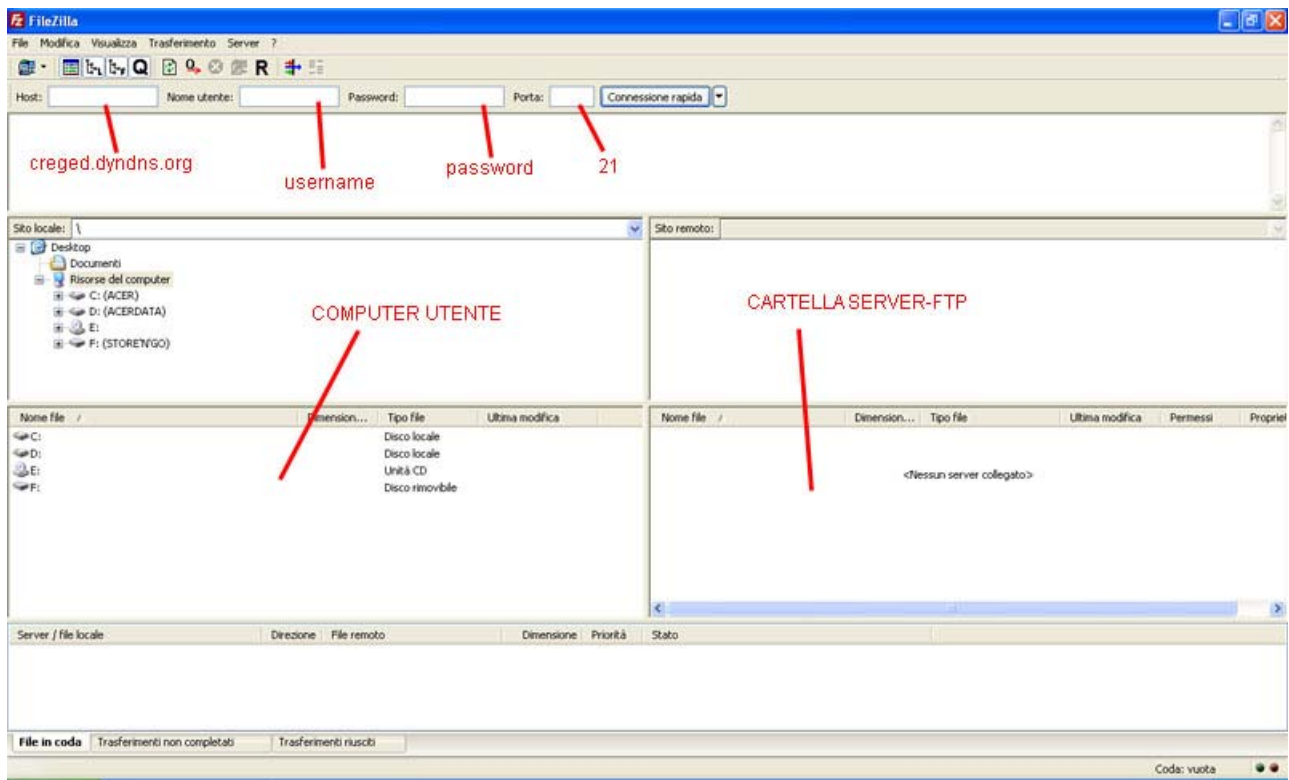 FileZilla
File Modifica Visualizza Trasferimento Server ?
Host: Nome utente: Password: Porta: Connessione rapida
creged.dyndns.org username password 21
Sito locale: \ Sito remoto:
Desktop
Documenti
Risorse del computer
C: (ACER)
D: (ACERDATA)
E:
F: (STORE'N'GO)
COMPUTER UTENTE
CARTELLA SERVER-FTP
Nome file / Dimension... Tipo file Ultima modifica
C: Disco locale
D: Disco locale
E: Unità CD
F: Disco rimovibile
Nome file / Dimension... Tipo file Ultima modifica Permessi Propriet
<Nessun server collegato>
Server / file locale Direzione File remoto Dimensione Priorità Stato
File in coda Trasferimenti non completati Trasferimenti riusciti
Coda: vuota